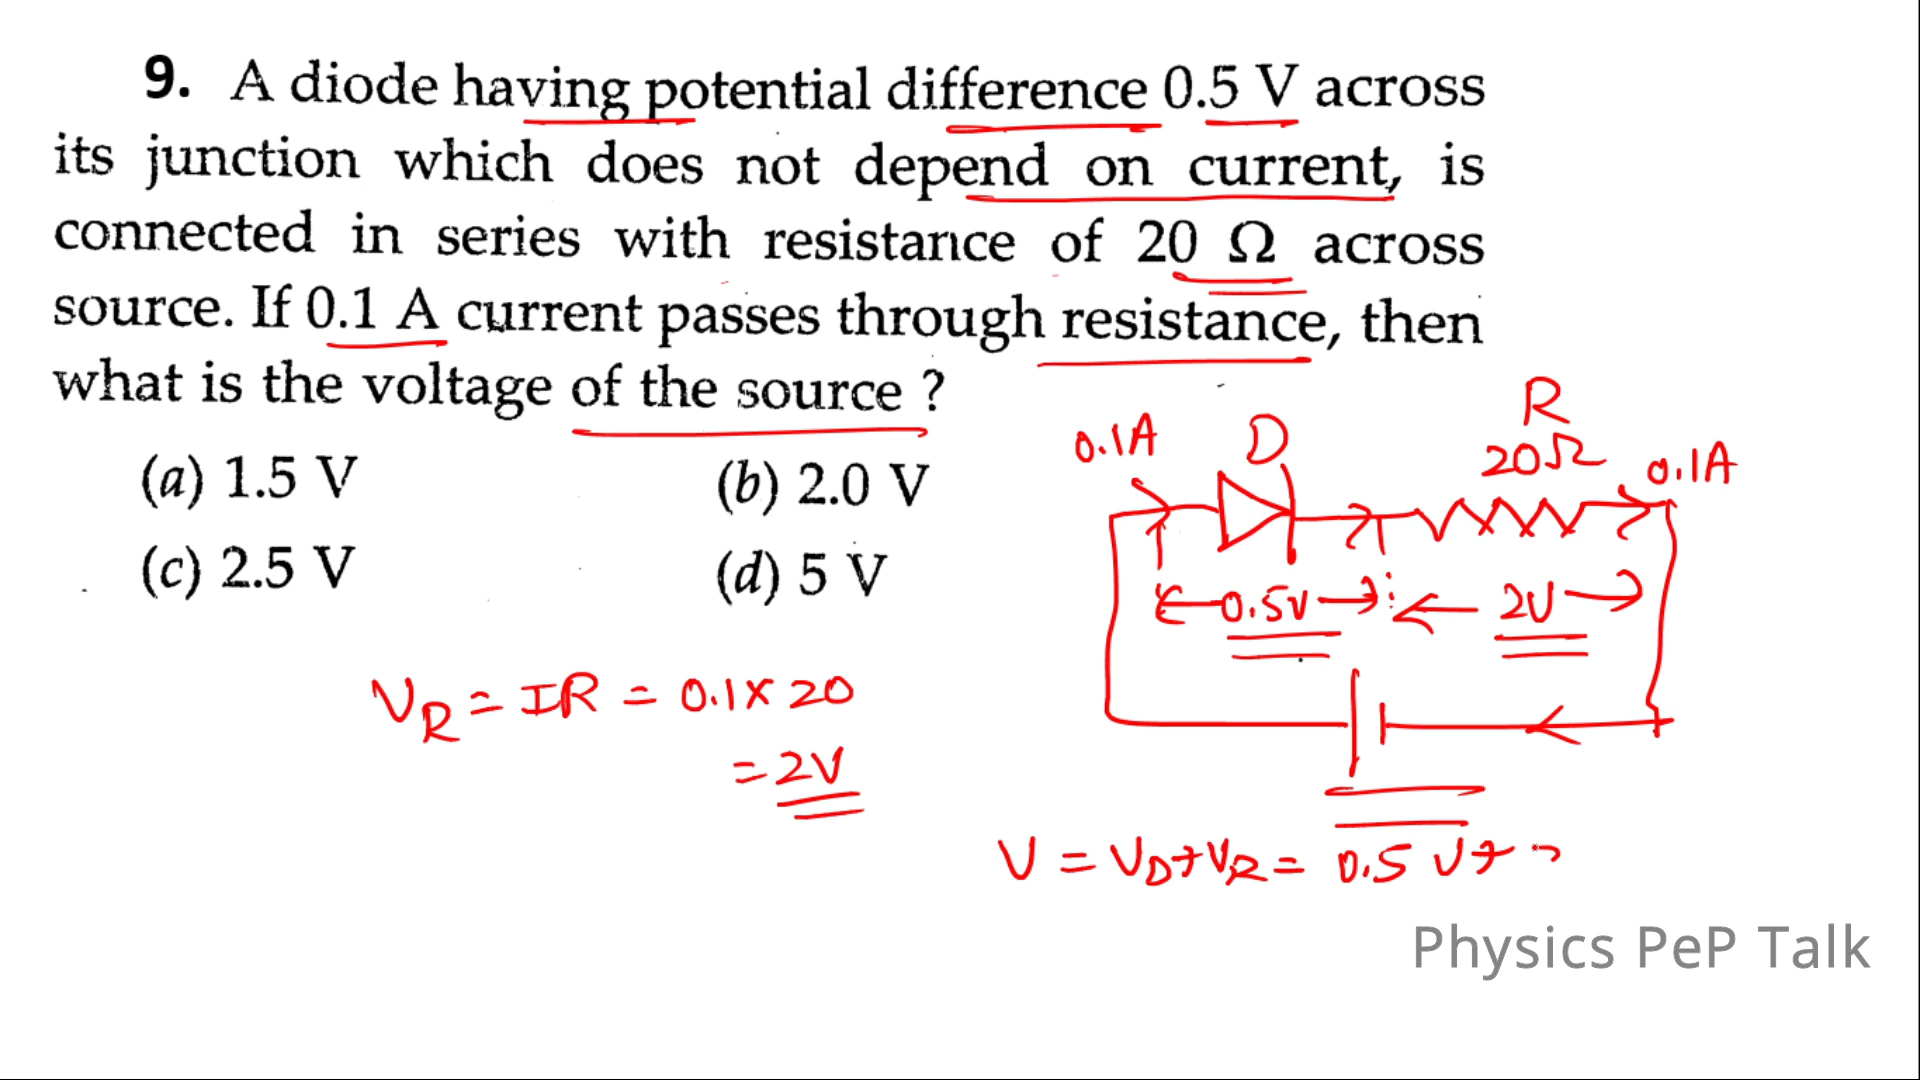 9. A diode having potential difference 0.5 V across
its junction which does not depend on current, is
connected in series with resistance of 20 Ω across
source. If 0.1 A current passes through resistance, then
what is the voltage of the source ?
(a) 1.5 V (b) 2.0 V
(c) 2.5 V (d) 5 V
R
0.1A D 20Ω 0.1A
0.5V 2V
V_R = IR = 0.1 × 20
= 2V
V = V_D + V_R = 0.5 V +
Physics PeP Talk